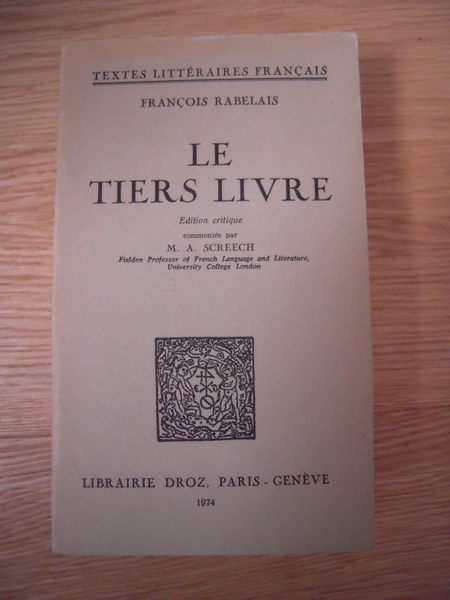 TEXTES LITTÉRAIRES FRANÇAIS
FRANÇOIS RABELAIS
LE
TIERS LIVRE
Edition critique
commentée par
M. A. SCREECH
Fielden Professor of French Language and Literature,
University College London
LIBRAIRIE DROZ, PARIS - GENÈVE
1974